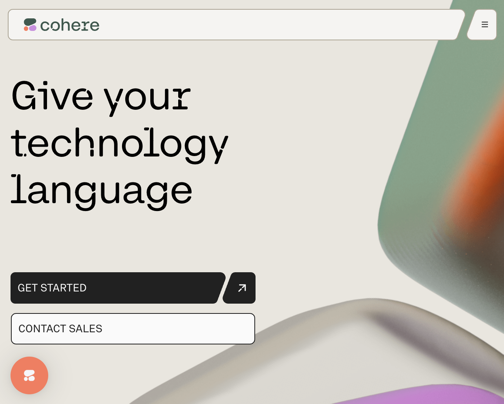 cohere
Give your
technology
language
GET STARTED
CONTACT SALES